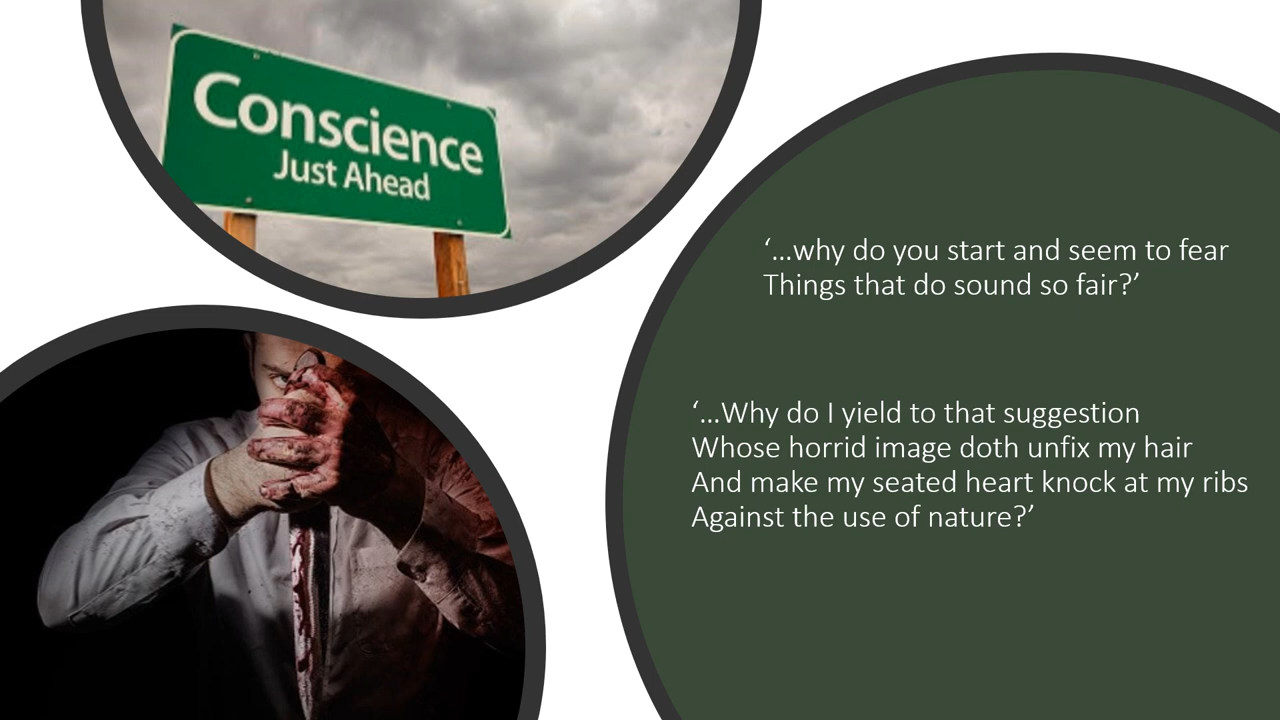 Conscience
Just Ahead
‘...why do you start and seem to fear
Things that do sound so fair?’
‘...Why do I yield to that suggestion
Whose horrid image doth unfix my hair
And make my seated heart knock at my ribs
Against the use of nature?’